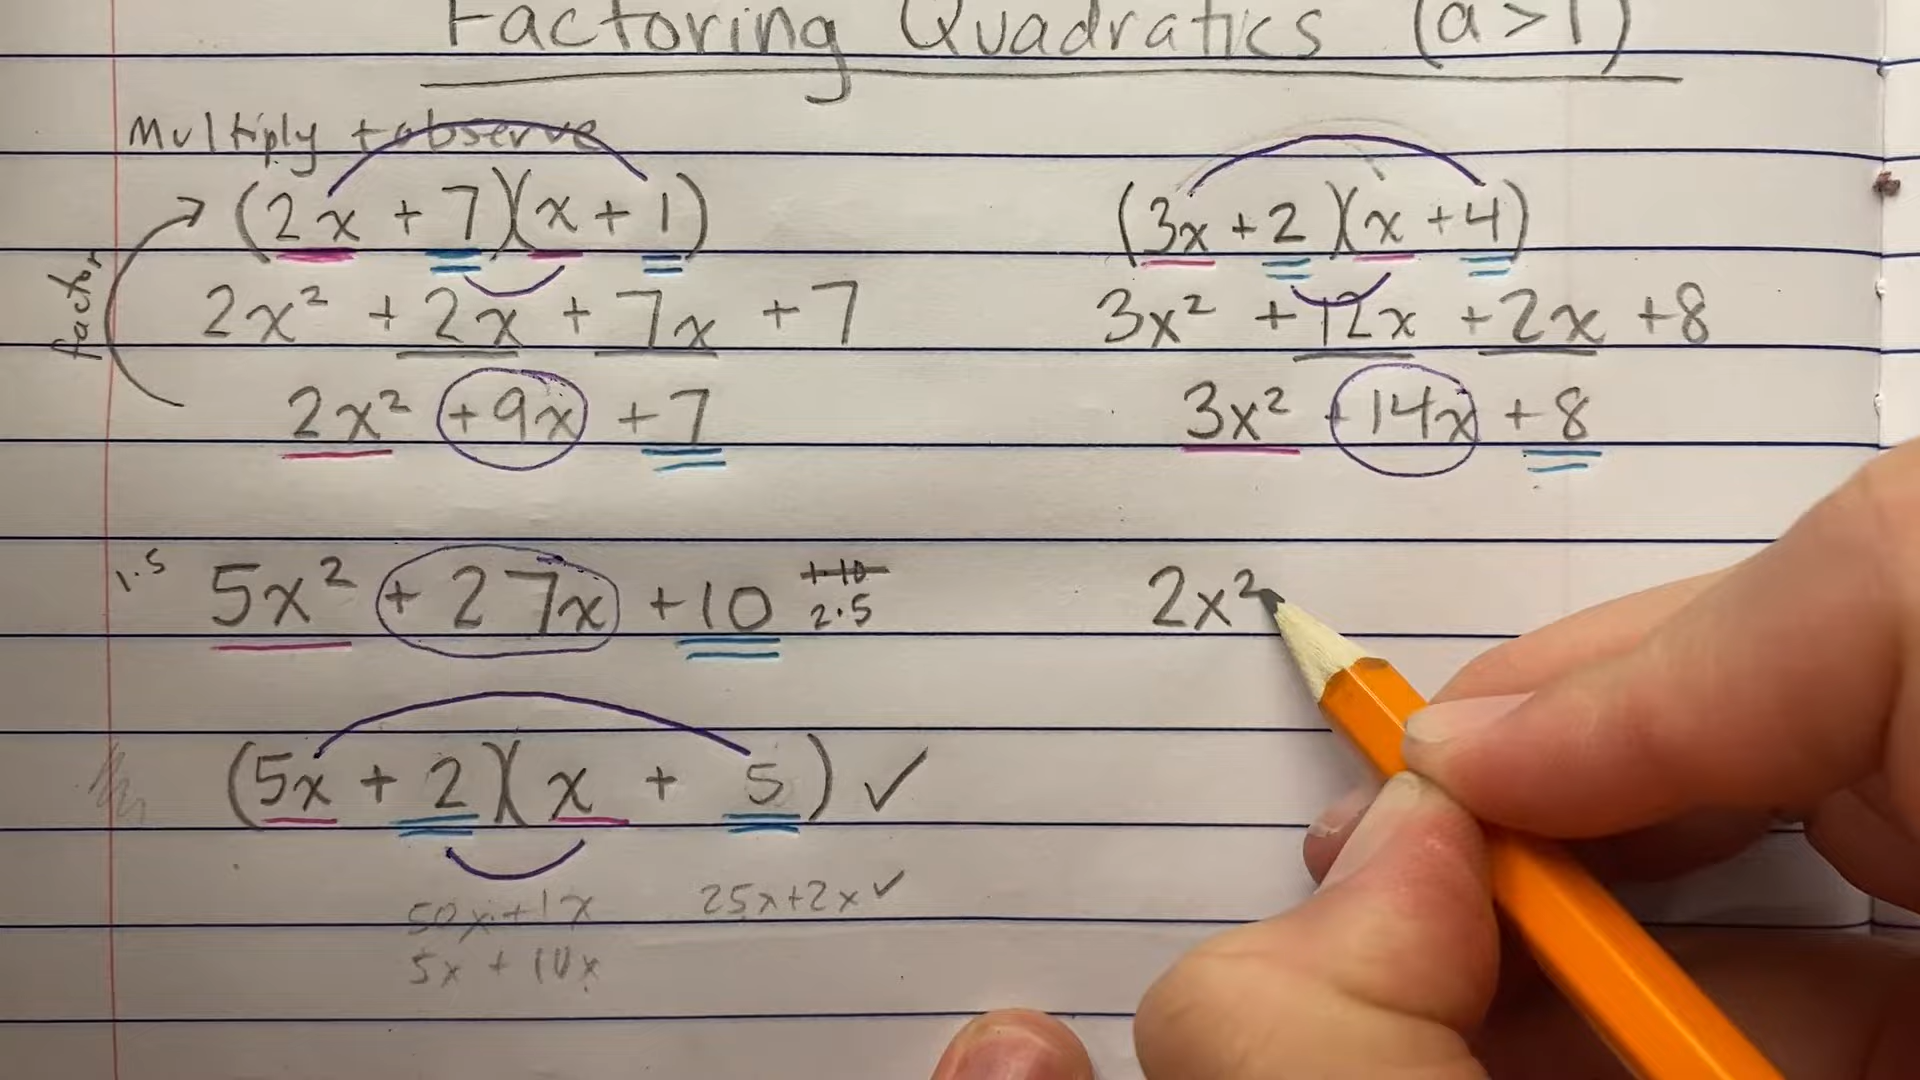 Factoring Quadratics (a>1)
Multiply + observe
(2x + 7)(x + 1)
factor
2x² + 2x + 7x + 7
2x² + 9x + 7
(3x + 2)(x + 4)
3x² + 12x + 2x + 8
3x² + 14x + 8
1·5
5x² + 27x + 10
1·10
2·5
(5x + 2)(x + 5) ✓
50x + 1x
25x + 2x ✓
5x + 10x
2x²